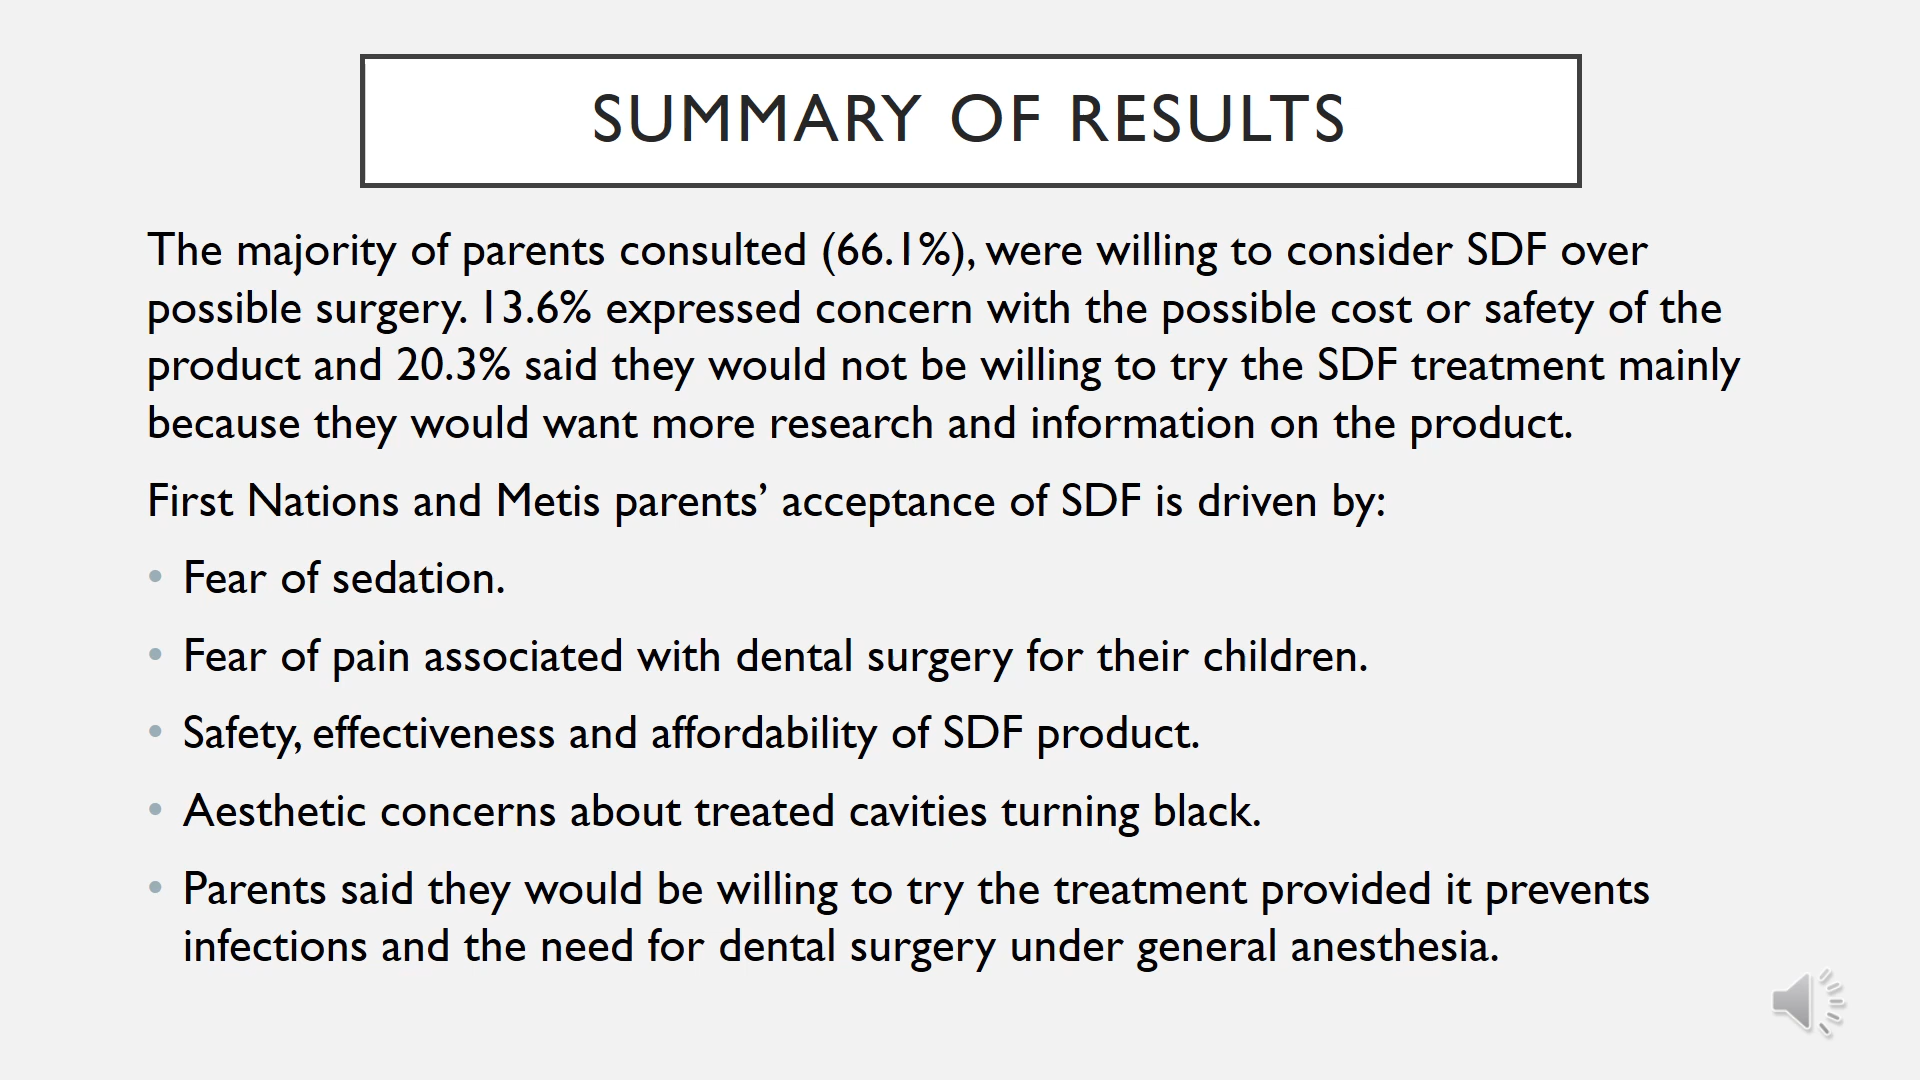 SUMMARY OF RESULTS
The majority of parents consulted (66.1%), were willing to consider SDF over
possible surgery. 13.6% expressed concern with the possible cost or safety of the
product and 20.3% said they would not be willing to try the SDF treatment mainly
because they would want more research and information on the product.
First Nations and Metis parents’ acceptance of SDF is driven by:
• Fear of sedation.
• Fear of pain associated with dental surgery for their children.
• Safety, effectiveness and affordability of SDF product.
• Aesthetic concerns about treated cavities turning black.
• Parents said they would be willing to try the treatment provided it prevents
infections and the need for dental surgery under general anesthesia.